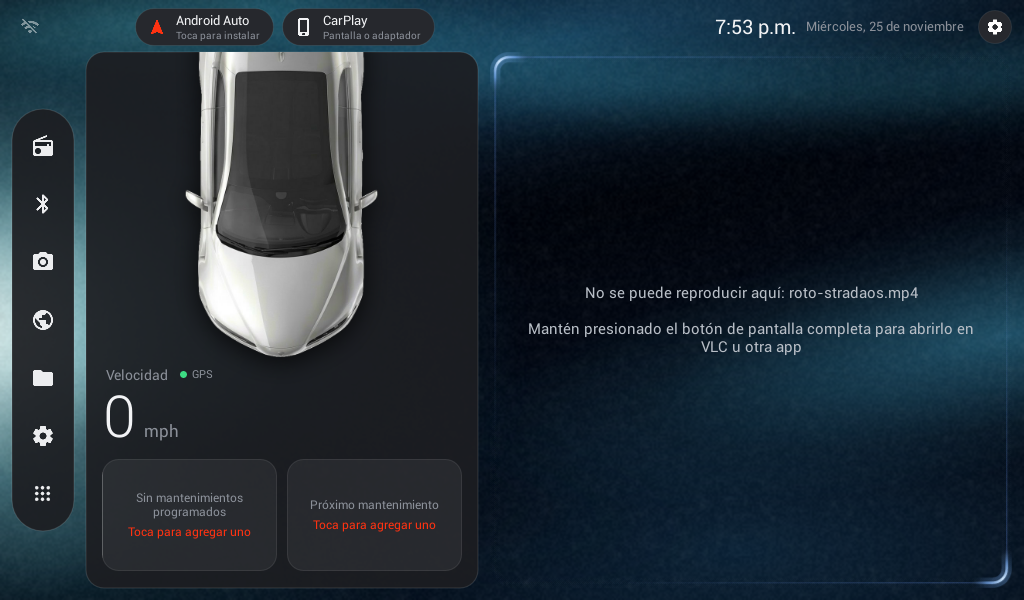 Android Auto
Toca para instalar
CarPlay
Pantalla o adaptador
7:53 p.m.
Miércoles, 25 de noviembre
No se puede reproducir aquí: roto-stradaos.mp4
Mantén presionado el botón de pantalla completa para abrirlo en
VLC u otra app
Velocidad
GPS
0 mph
Sin mantenimientos
programados
Toca para agregar uno
Próximo mantenimiento
Toca para agregar uno